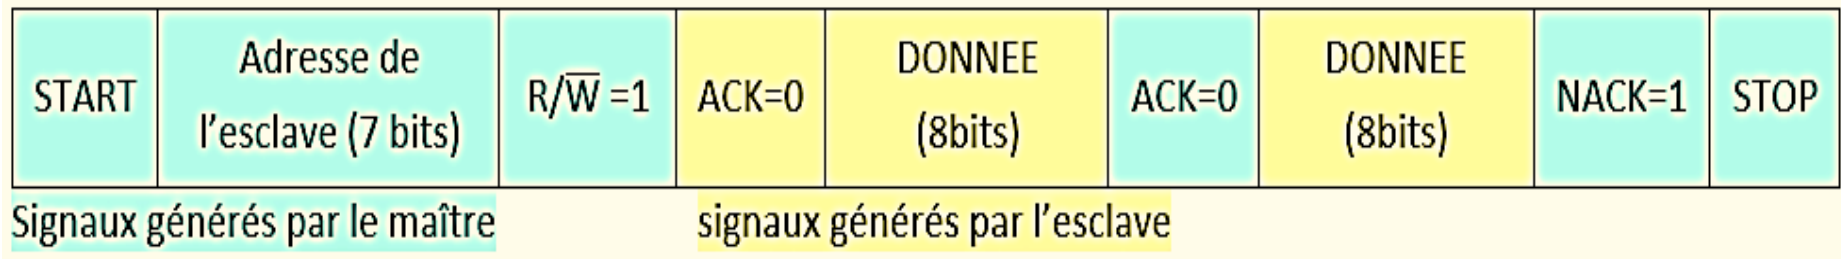 START
Adresse de
l'esclave (7 bits)
R/W̅ =1
ACK=0
DONNEE
(8bits)
ACK=0
DONNEE
(8bits)
NACK=1
STOP
Signaux générés par le maître
signaux générés par l'esclave